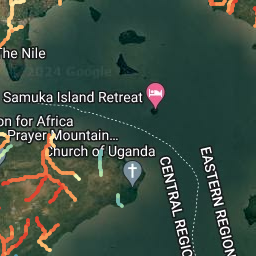 The Nile
2024 Google
Samuka Island Retreat
on for Africa
Prayer Mountain...
Church of Uganda
CENTRAL REGIO
EASTERN REGION